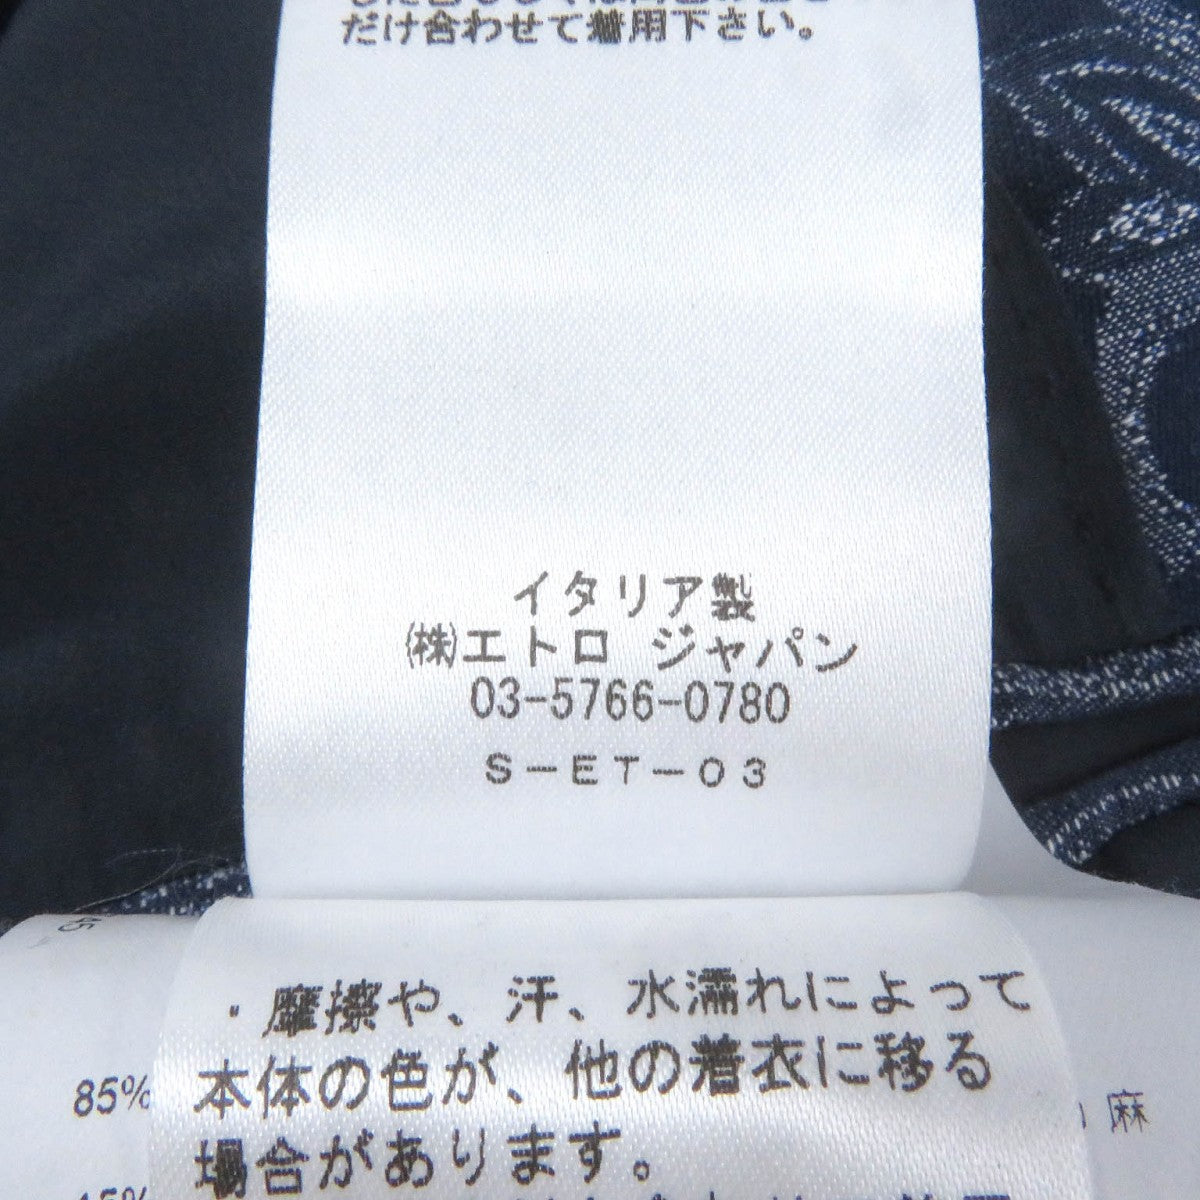 だけ合わせて着用下さい。
イタリア製
(株)エトロ ジャパン
03-5766-0780
S-ET-03
45
・摩擦や、汗、水濡れによって
本体の色が、他の着衣に移る
場合があります。
85%
麻
15%